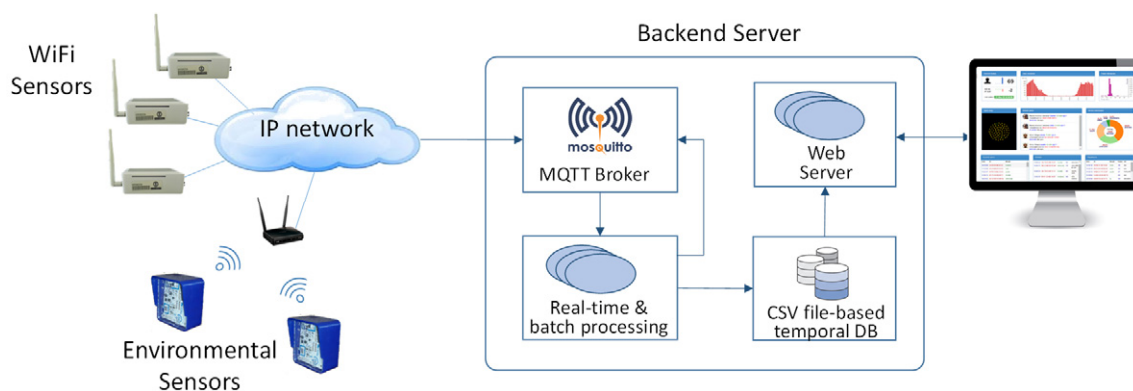 WiFi
Sensors
IP network
Environmental
Sensors
Backend Server
mosquitto
MQTT Broker
Real-time &
batch processing
Web
Server
CSV file-based
temporal DB